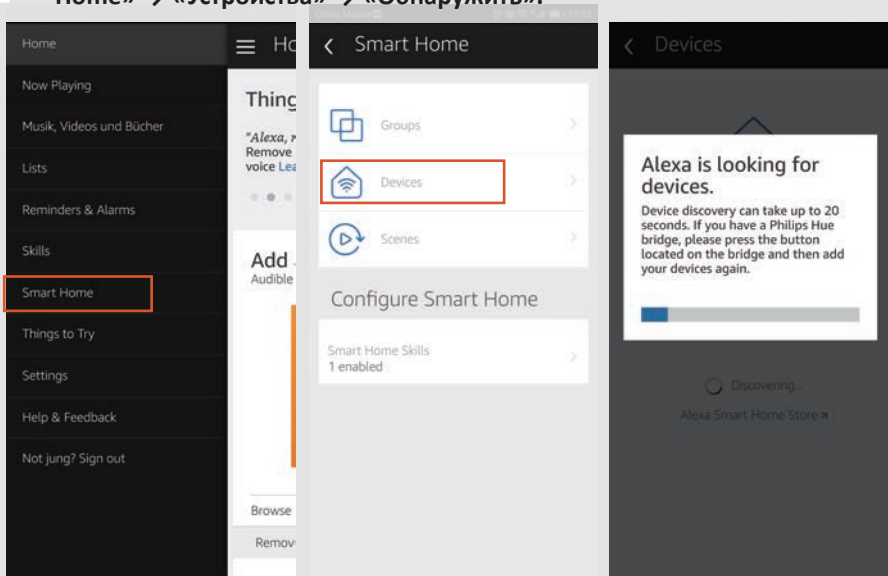 Home» → «Устройства» → «Обнаружить».
Home
Now Playing
Musik, Videos und Bücher
Lists
Reminders & Alarms
Skills
Smart Home
Things to Try
Settings
Help & Feedback
Not jung? Sign out
Ho
Thing
"Alexa, r
Remove
voice Lea
Add
Audible
Browse
Remov
Smart Home
Groups
Devices
Scenes
Configure Smart Home
Smart Home Skills
1 enabled
Devices
Alexa is looking for
devices.
Device discovery can take up to 20
seconds. If you have a Philips Hue
bridge, please press the button
located on the bridge and then add
your devices again.
Discovering...
Alexa Smart Home Store